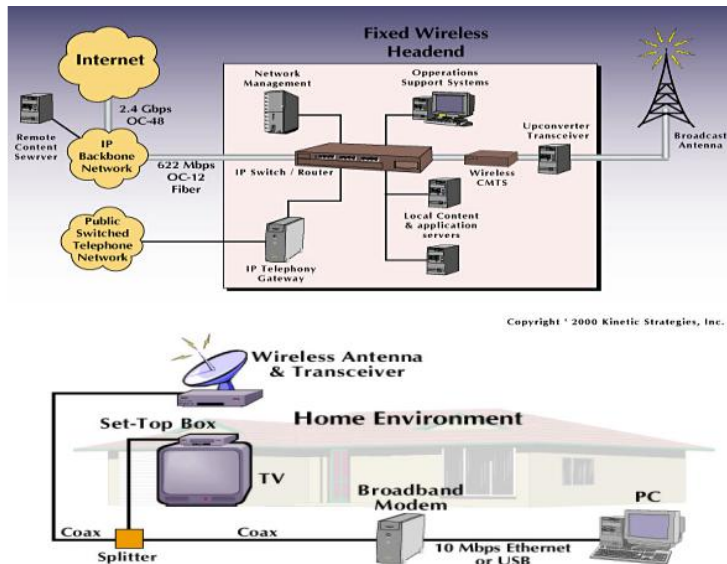 Fixed Wireless
Headend
Internet
2.4 Gbps
OC-48
Remote
Content
Sewrver
IP
Backbone
Network
622 Mbps
OC-12
Fiber
Public
Switched
Telephone
Network
Network
Management
Opperations
Support Systems
IP Switch / Router
Wireless
CMTS
Upconverter
Transceiver
Broadcast
Antenna
Local Content
& application
servers
IP Telephony
Gateway
Copyright ' 2000 Kinetic Strategies, Inc.
Wireless Antenna
& Transceiver
Home Environment
Set-Top Box
TV
Broadband
Modem
PC
Coax
Splitter
Coax
10 Mbps Ethernet
or USB